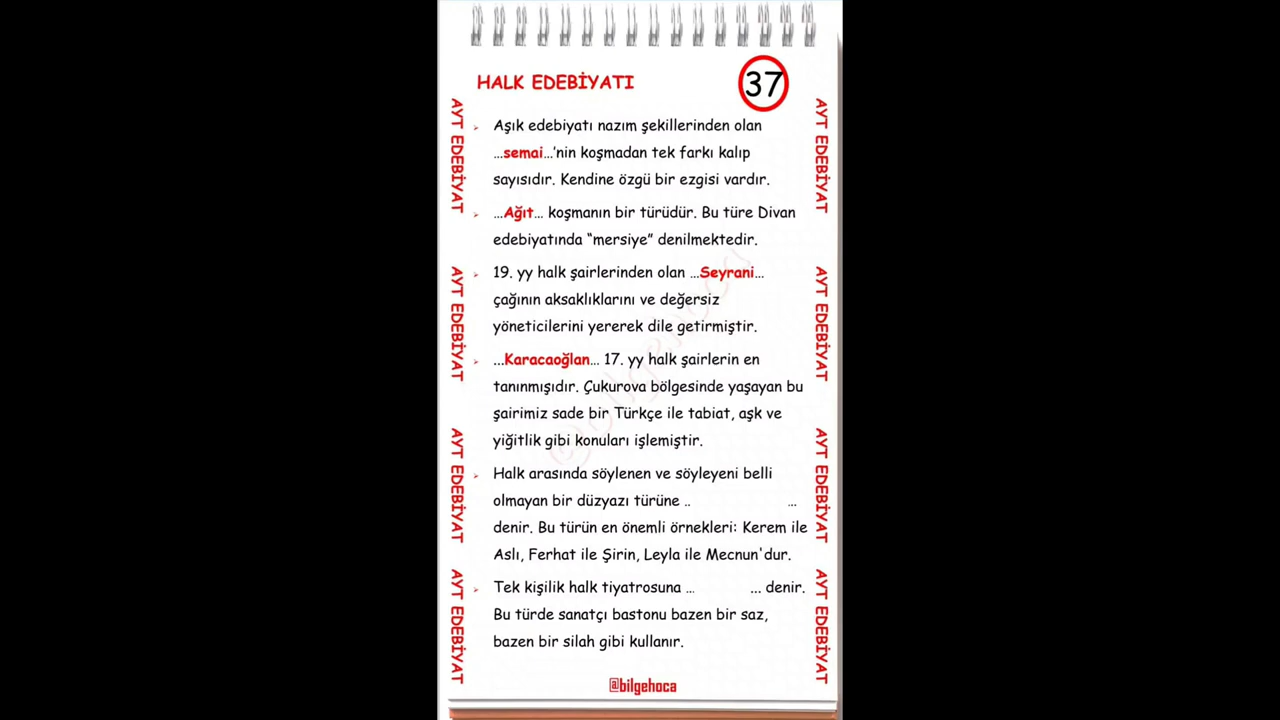 HALK EDEBİYATI
37
Aşık edebiyatı nazım şekillerinden olan
...semai...'nin koşmadan tek farkı kalıp
sayısıdır. Kendine özgü bir ezgisi vardır.
...Ağıt... koşmanın bir türüdür. Bu türe Divan
edebiyatında “mersiye” denilmektedir.
19. yy halk şairlerinden olan ...Seyrani...
çağının aksaklıklarını ve değersiz
yöneticilerini yererek dile getirmiştir.
...Karacaoğlan... 17. yy halk şairlerin en
tanınmışıdır. Çukurova bölgesinde yaşayan bu
şairimiz sade bir Türkçe ile tabiat, aşk ve
yiğitlik gibi konuları işlemiştir.
Halk arasında söylenen ve söyleyeni belli
olmayan bir düzyazı türüne .. ...
denir. Bu türün en önemli örnekleri: Kerem ile
Aslı, Ferhat ile Şirin, Leyla ile Mecnun'dur.
Tek kişilik halk tiyatrosuna ... ... denir.
Bu türde sanatçı bastonu bazen bir saz,
bazen bir silah gibi kullanır.
@bilgehoca
AYT EDEBİYAT
AYT EDEBİYAT
AYT EDEBİYAT
AYT EDEBİYAT
AYT EDEBİYAT
AYT EDEBİYAT
AYT EDEBİYAT
AYT EDEBİYAT
@bilgehoca